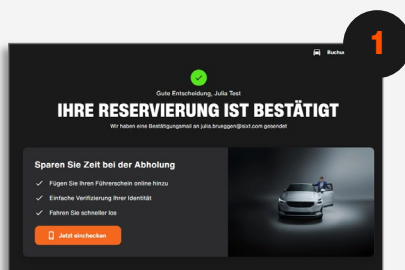 1
Buchu
Gute Entscheidung, Julia Test
IHRE RESERVIERUNG IST BESTÄTIGT
Wir haben eine Bestätigungsmail an julia.brueggen@sixt.com gesendet
Sparen Sie Zeit bei der Abholung
Fügen Sie Ihren Führerschein online hinzu
Einfache Verifizierung Ihrer Identität
Fahren Sie schneller los
Jetzt einchecken